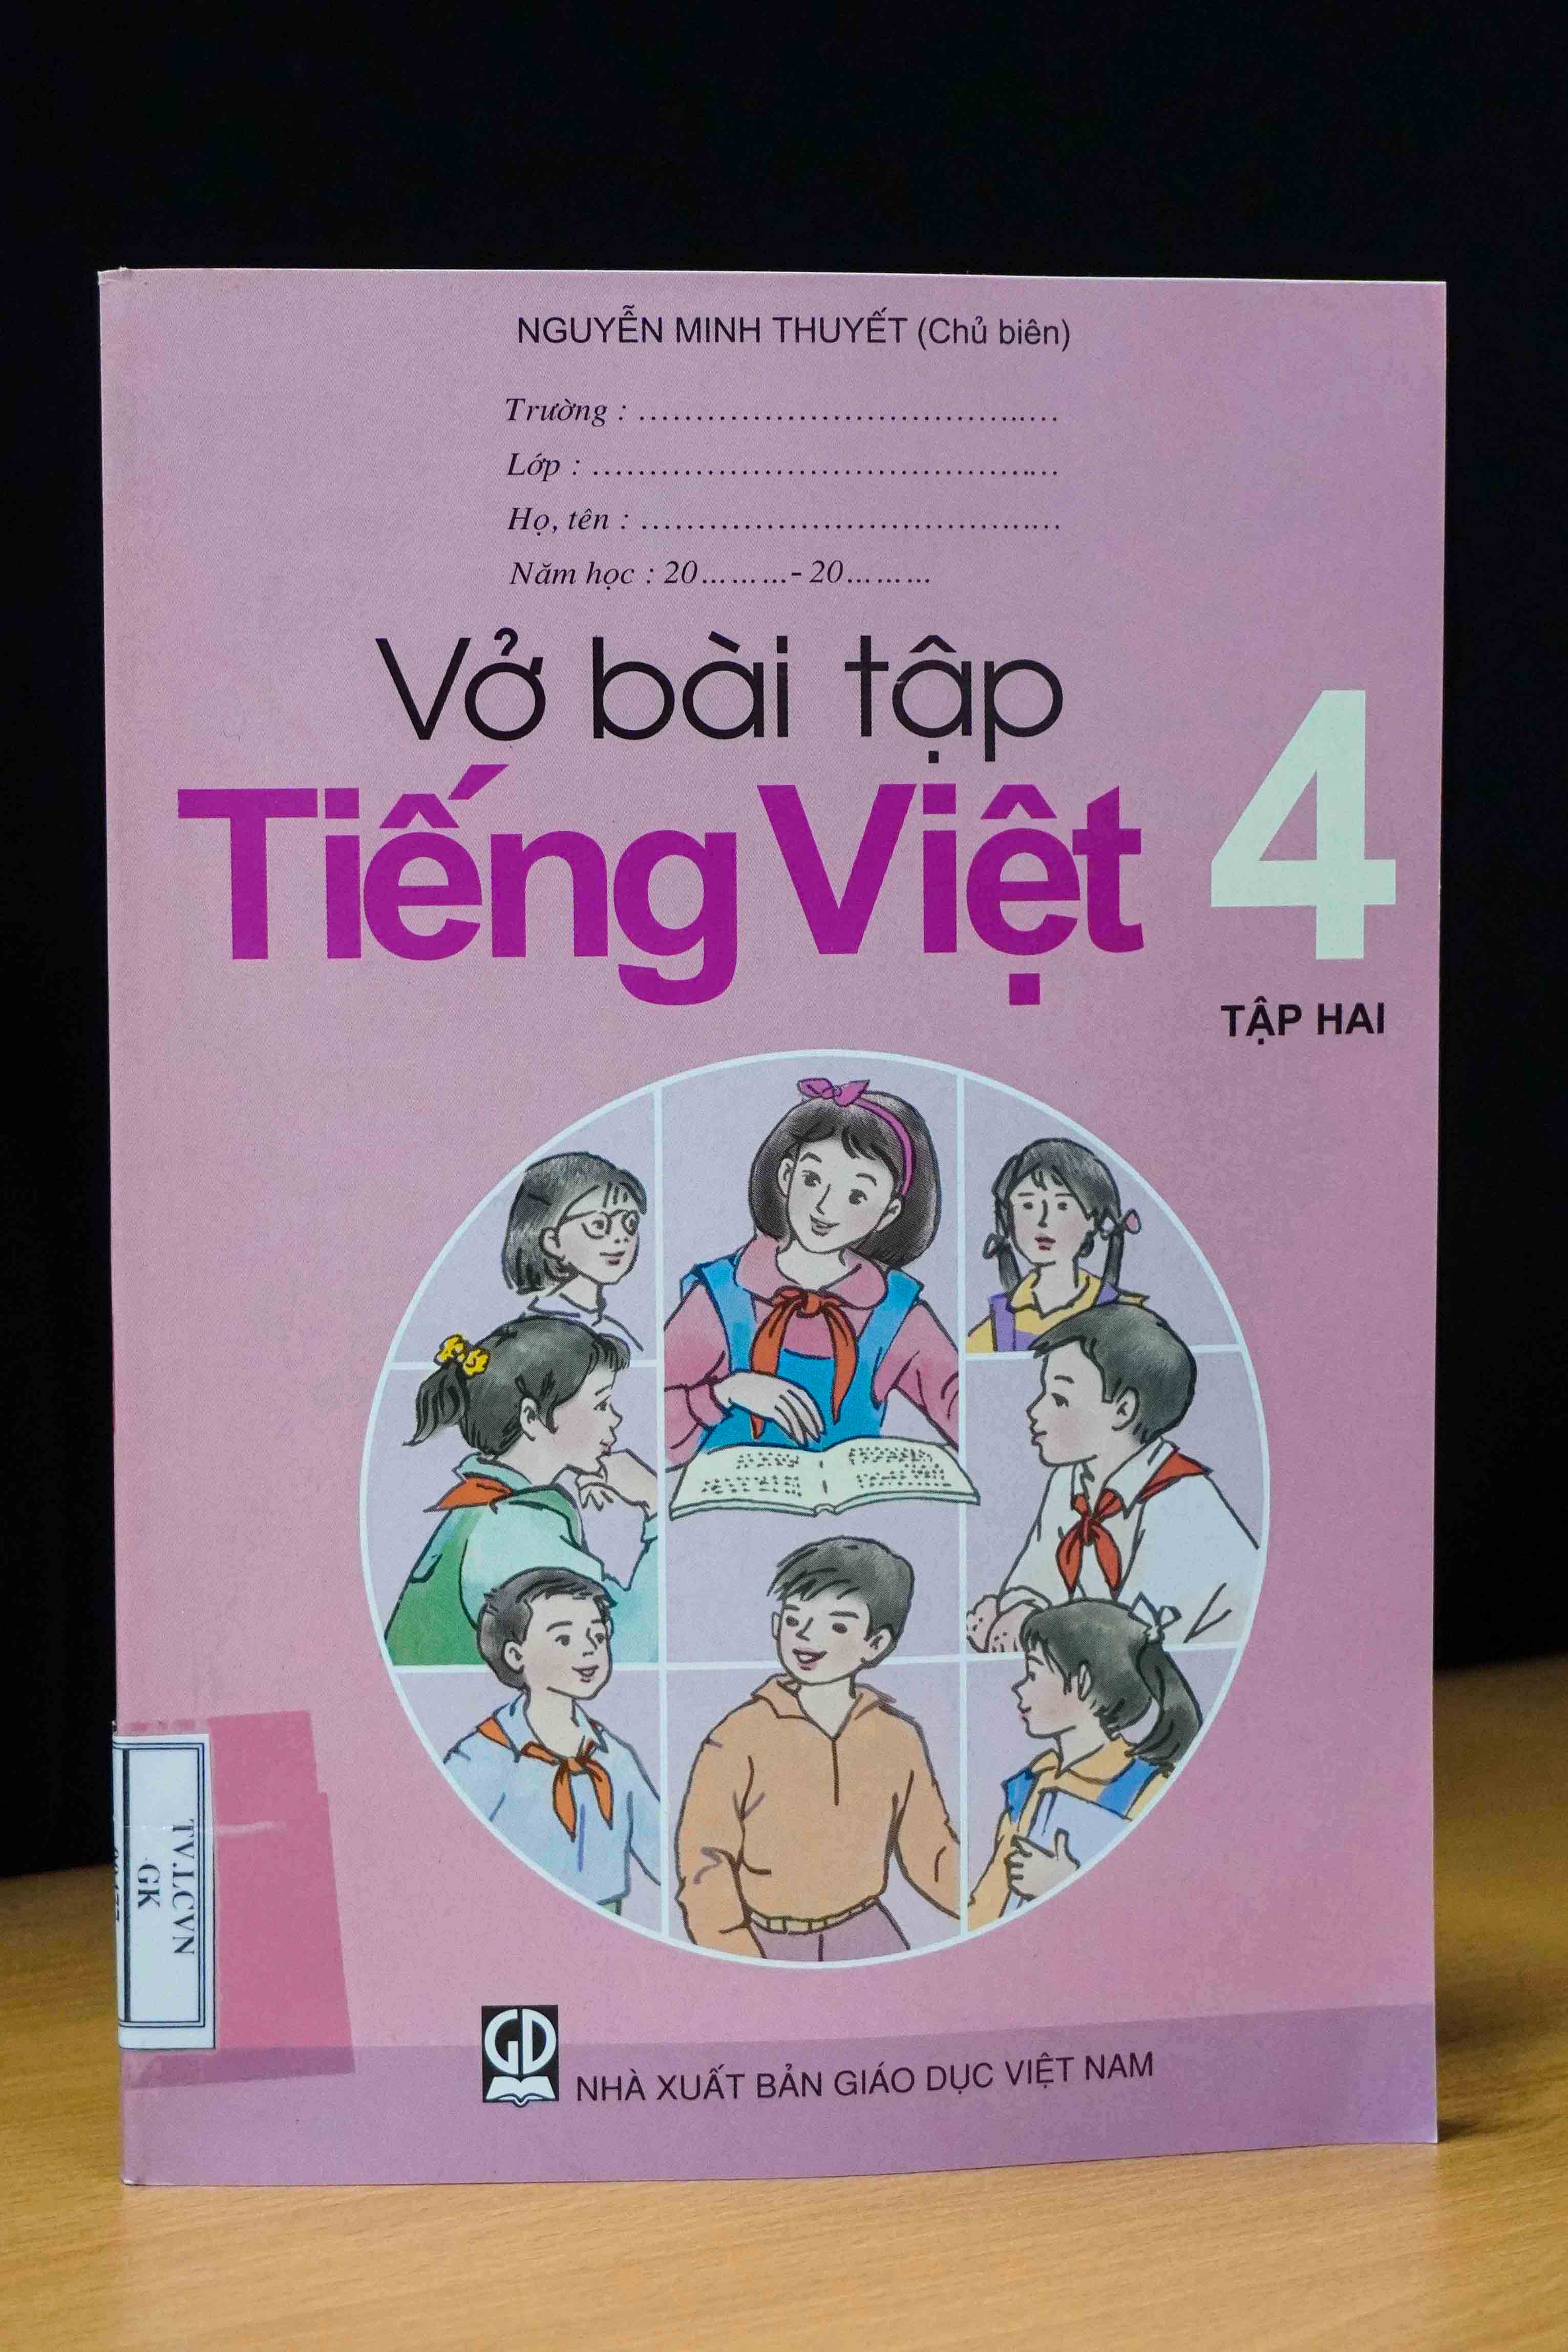 NGUYỄN MINH THUYẾT (Chủ biên)
Trường : ........................................
Lớp : ............................................
Họ, tên : ........................................
Năm học : 20.........- 20.........
Vở bài tập
Tiếng Việt 4
TẬP HAI
TV.LCVN
GK
GD
NHÀ XUẤT BẢN GIÁO DỤC VIỆT NAM